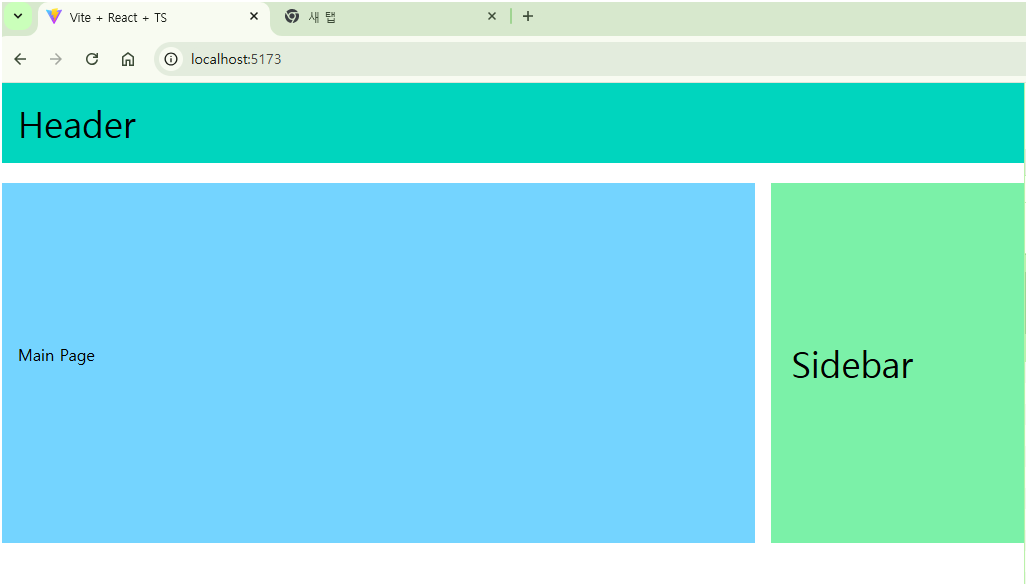 Vite + React + TS
새 탭
localhost:5173
Header
Main Page
Sidebar